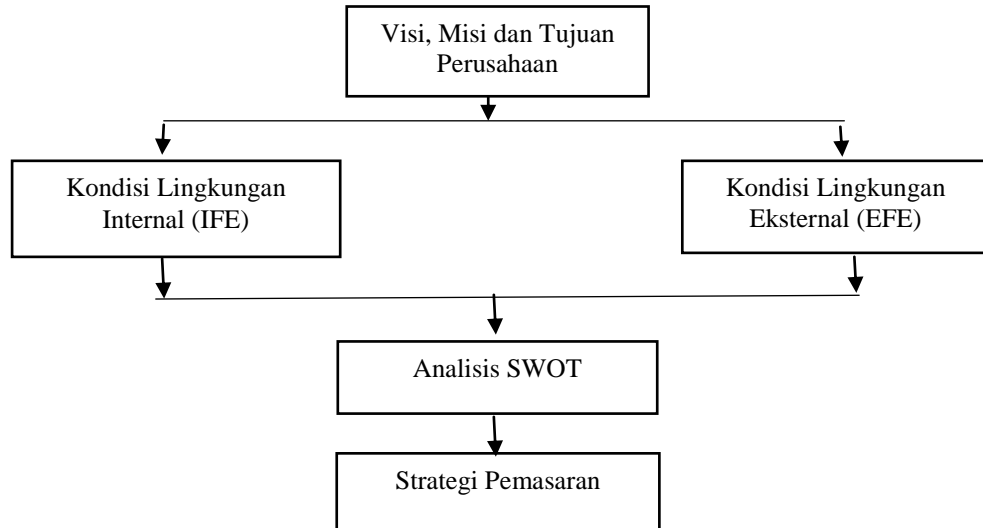 Visi, Misi dan Tujuan
Perusahaan
Kondisi Lingkungan
Internal (IFE)
Kondisi Lingkungan
Eksternal (EFE)
Analisis SWOT
Strategi Pemasaran